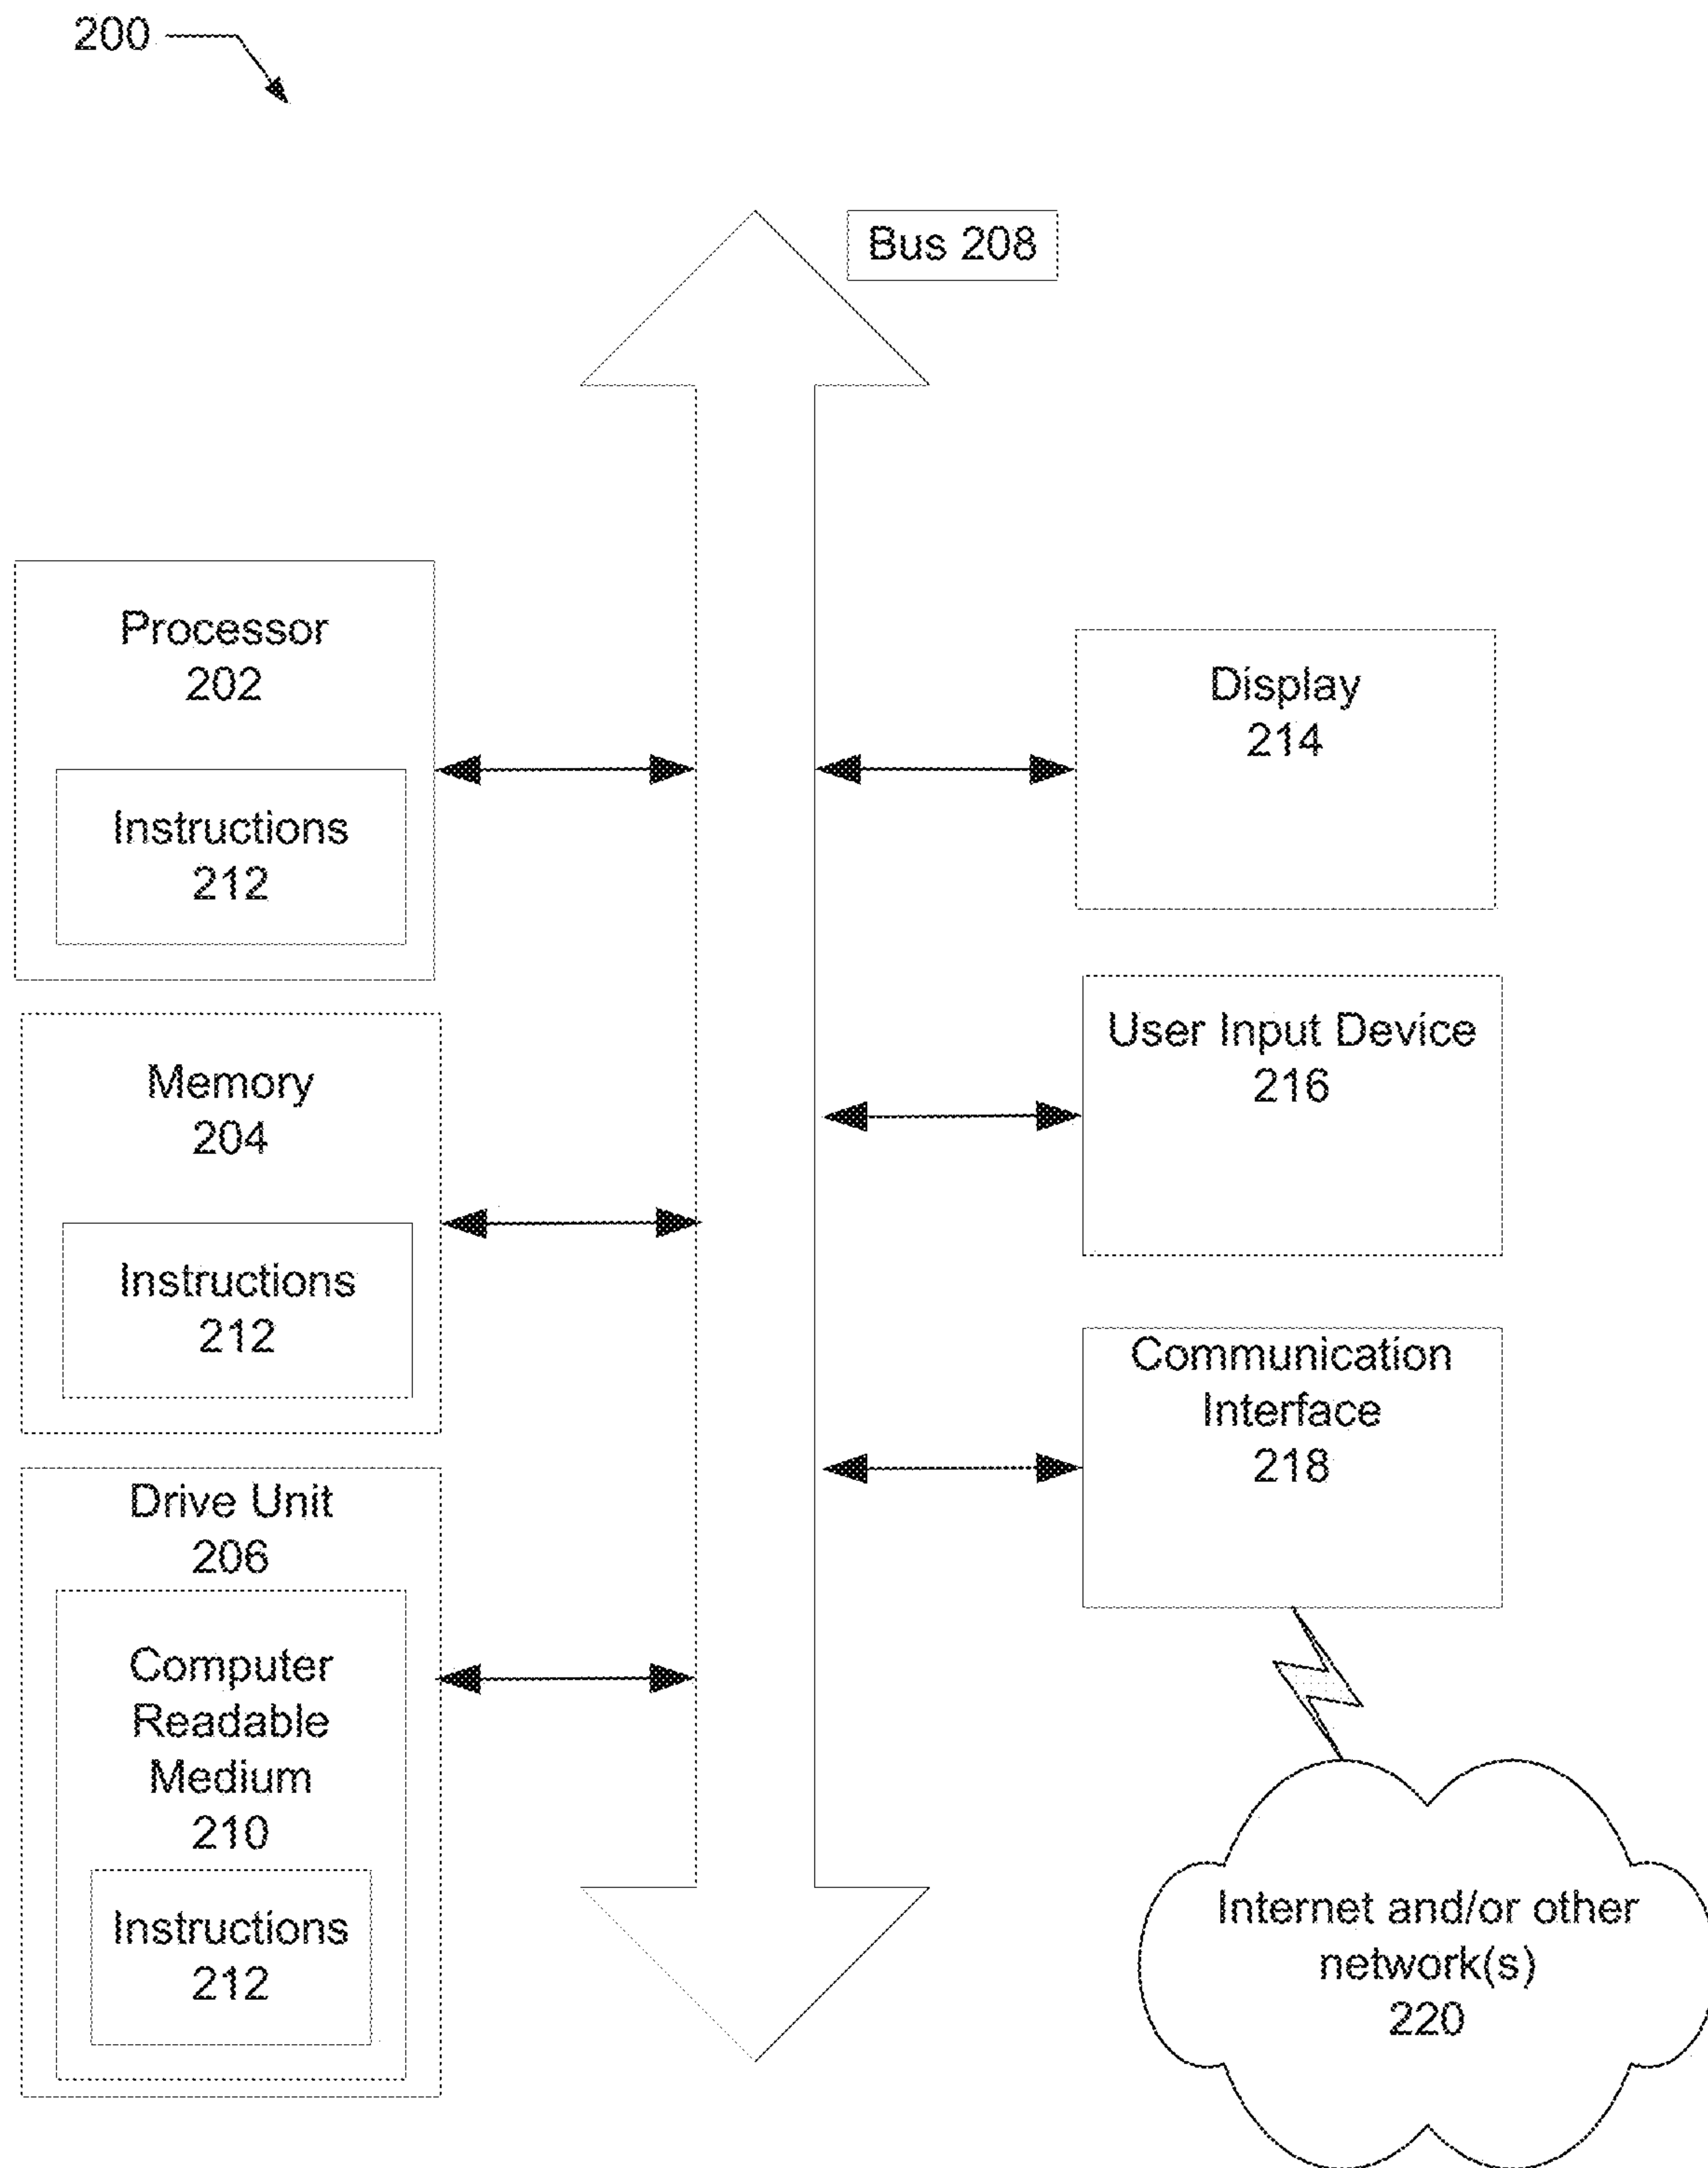 200
Bus 208
Processor
202
Instructions
212
Memory
204
Instructions
212
Drive Unit
206
Computer
Readable
Medium
210
Instructions
212
Display
214
User Input Device
216
Communication
Interface
218
Internet and/or other
network(s)
220